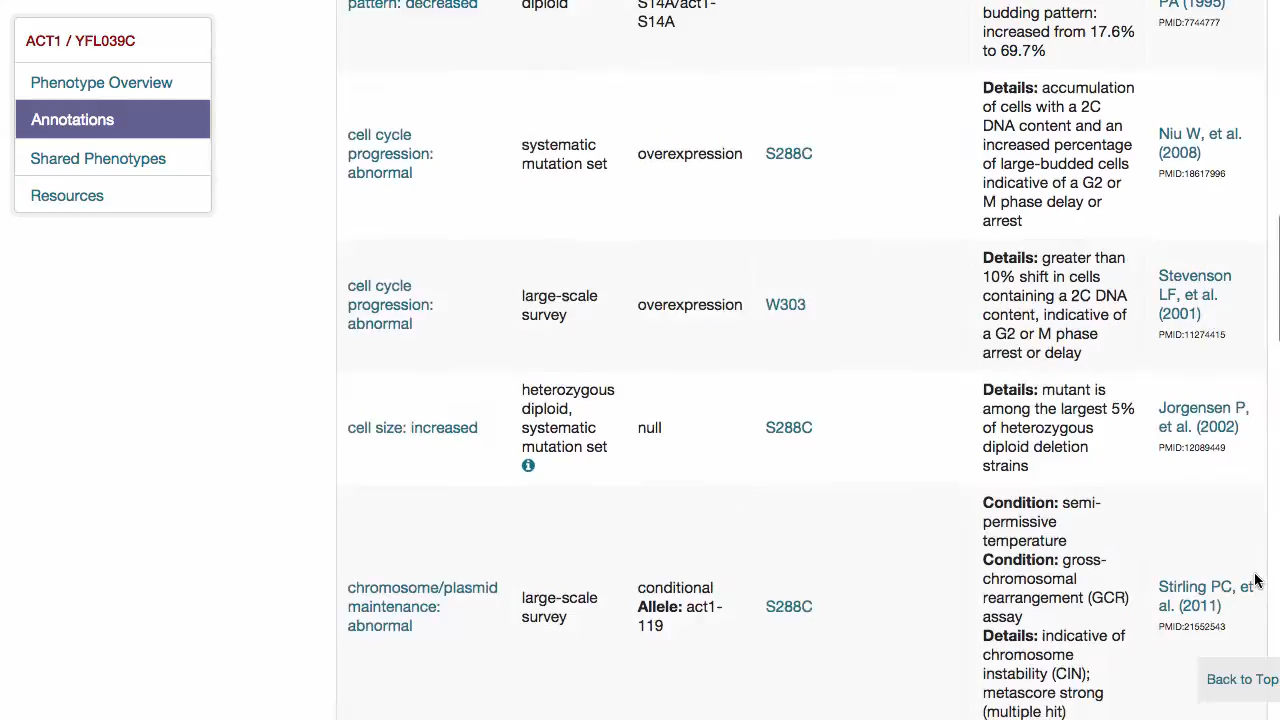 ACT1 / YFL039C
Phenotype Overview
Annotations
Shared Phenotypes
Resources
pattern: decreased
diploid
S14A/act1-
S14A
budding pattern:
increased from 17.6%
to 69.7%
PA (1995)
PMID:7744777
cell cycle
progression:
abnormal
systematic
mutation set
overexpression
S288C
Details: accumulation
of cells with a 2C
DNA content and an
increased percentage
of large-budded cells
indicative of a G2 or
M phase delay or
arrest
Niu W, et al.
(2008)
PMID:18617996
cell cycle
progression:
abnormal
large-scale
survey
overexpression
W303
Details: greater than
10% shift in cells
containing a 2C DNA
content, indicative of
a G2 or M phase
arrest or delay
Stevenson
LF, et al.
(2001)
PMID:11274415
cell size: increased
heterozygous
diploid,
systematic
mutation set
null
S288C
Details: mutant is
among the largest 5%
of heterozygous
diploid deletion
strains
Jorgensen P,
et al. (2002)
PMID:12089449
chromosome/plasmid
maintenance:
abnormal
large-scale
survey
conditional
Allele: act1-
119
S288C
Condition: semi-
permissive
temperature
Condition: gross-
chromosomal
rearrangement (GCR)
assay
Details: indicative of
chromosome
instability (CIN);
metascore strong
(multiple hit)
Stirling PC, et
al. (2011)
PMID:21552543
Back to Top